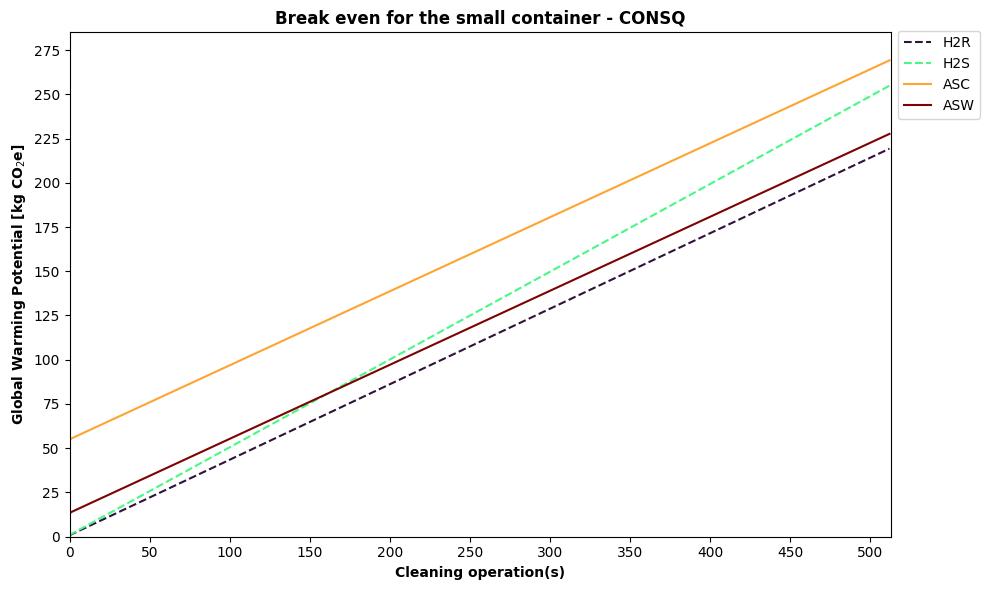 Break even for the small container - CONSQ
H2R
H2S
ASC
ASW
Global Warming Potential [kg CO₂e]
275
250
225
200
175
150
125
100
75
50
25
0
0 50 100 150 200 250 300 350 400 450 500
Cleaning operation(s)